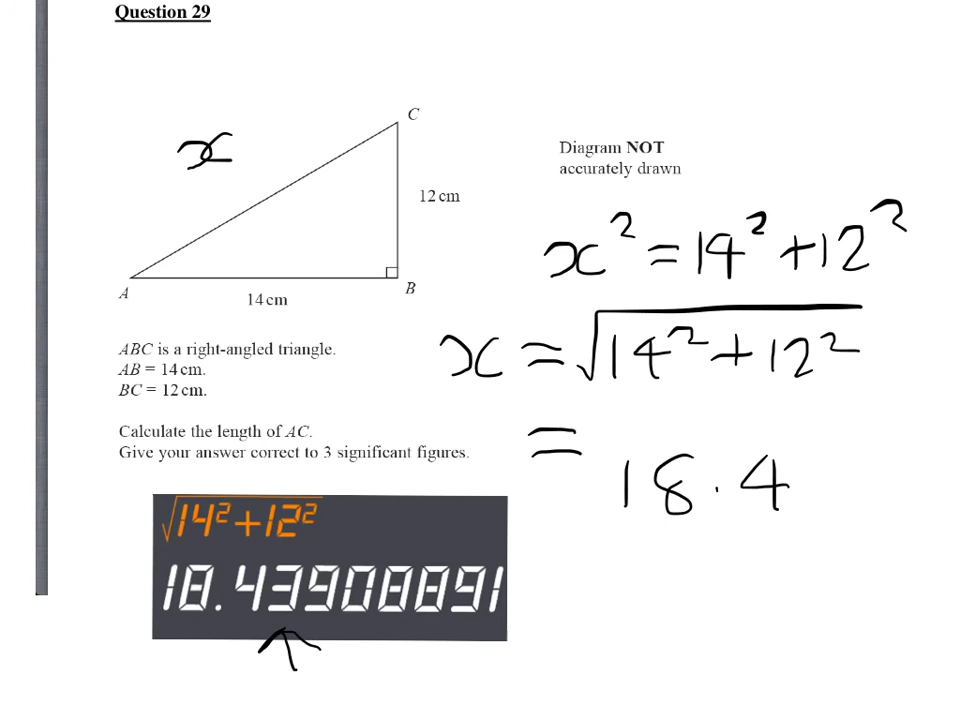 Question 29
C
x
Diagram NOT
accurately drawn
12 cm
x² = 14² + 12²
A
B
14 cm
x = √14² + 12²
ABC is a right-angled triangle.
AB = 14 cm.
BC = 12 cm.
Calculate the length of AC.
Give your answer correct to 3 significant figures.
= 18.4
√14²+12²
18.43908891